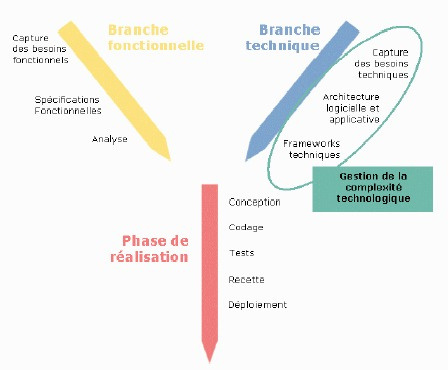 Branche
fonctionnelle
Capture
des besoins
fonctionnels
Spécifications
Fonctionnelles
Analyse
Branche
technique
Capture
des besoins
techniques
Architecture
logicielle et
applicative
Frameworks
techniques
Gestion de la
complexité
technologique
Phase de
réalisation
Conception
Codage
Tests
Recette
Déploiement